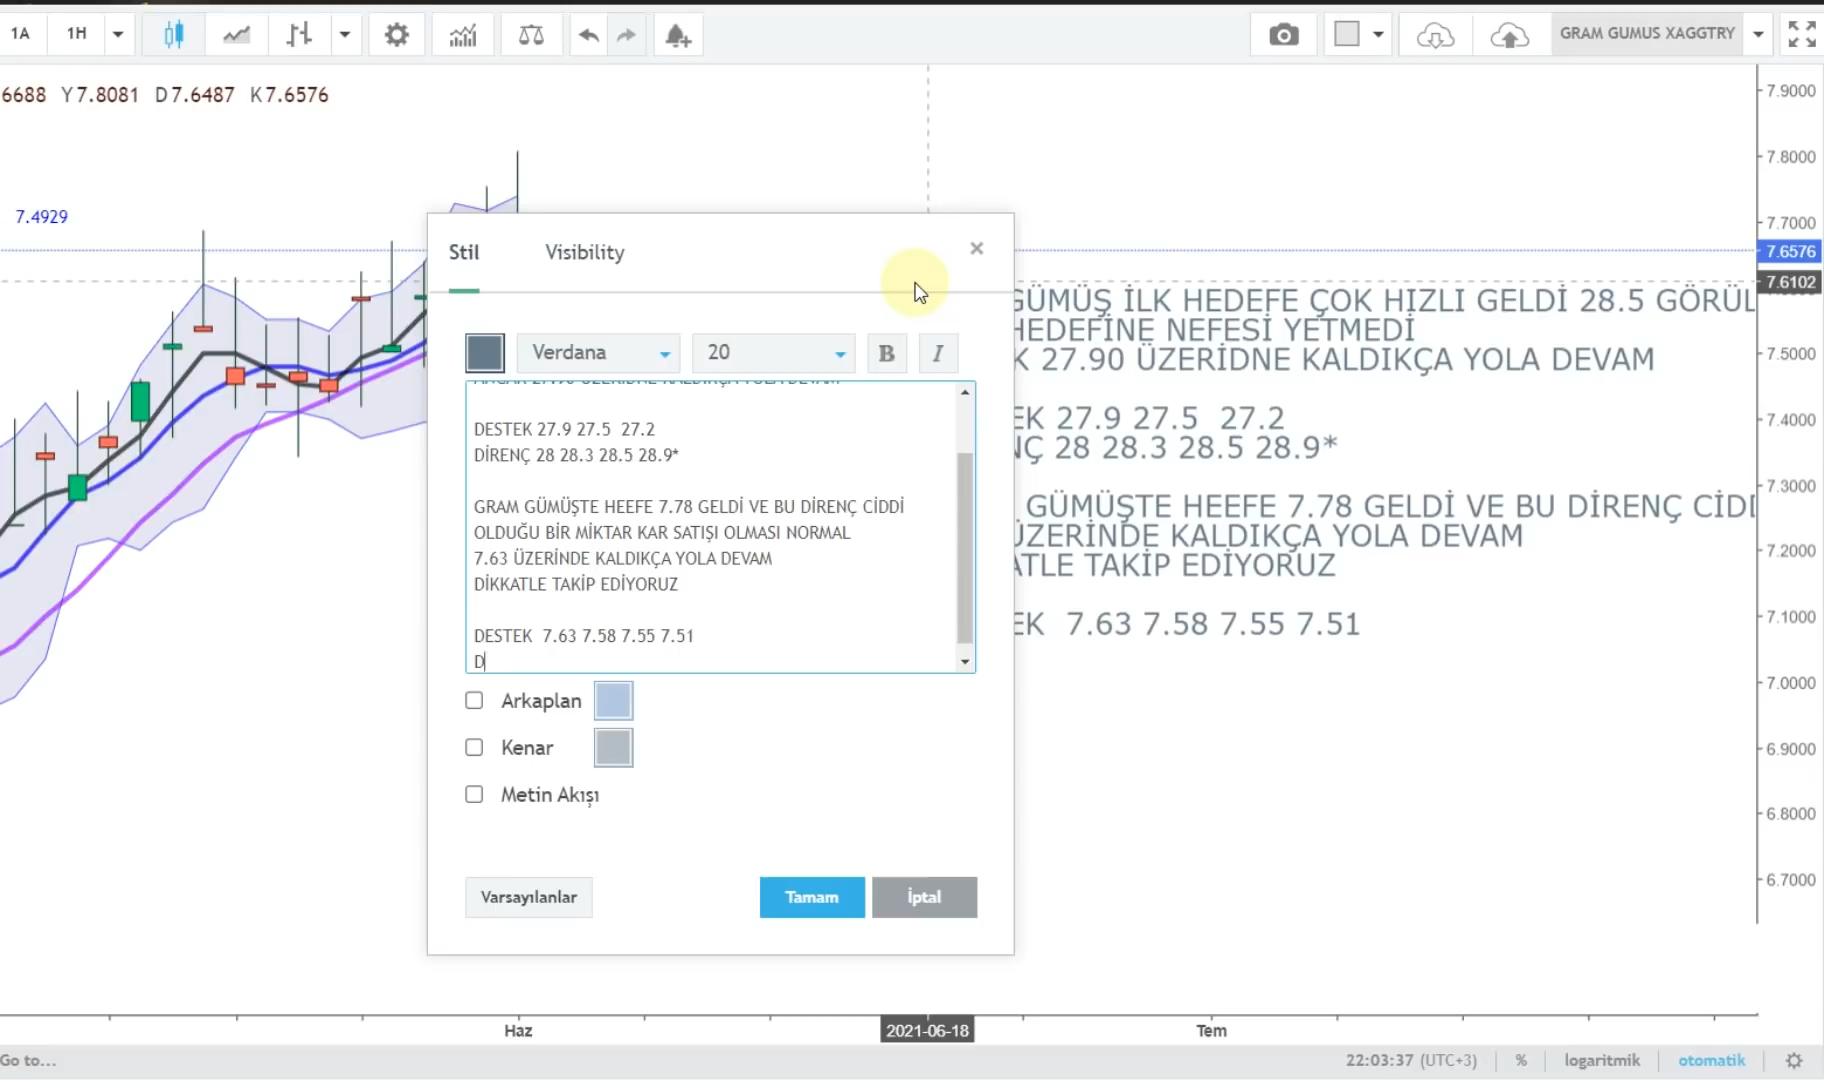 1A
1H
GRAM GUMUS XAGGTRY
6688 Y7.8081 D7.6487 K7.6576
7.4929
7.9000
7.8000
7.7000
7.6576
7.6102
7.5000
7.4000
7.3000
7.2000
7.1000
7.0000
6.9000
6.8000
6.7000
Stil
Visibility
×
Verdana
20
B
I
ANCAK 27.90 ÜZERİDNE KALDIKÇA YOLA DEVAM
DESTEK 27.9 27.5  27.2
DİRENÇ 28 28.3 28.5 28.9*
GRAM GÜMÜŞTE HEEFE 7.78 GELDİ VE BU DİRENÇ CİDDİ
OLDUĞU BİR MİKTAR KAR SATIŞI OLMASI NORMAL
7.63 ÜZERİNDE KALDIKÇA YOLA DEVAM
DİKKATLE TAKİP EDİYORUZ
DESTEK  7.63 7.58 7.55 7.51
D
Arkaplan
Kenar
Metin Akışı
Varsayılanlar
Tamam
İptal
GÜMÜŞ İLK HEDEFE ÇOK HIZLI GELDİ 28.5 GÖRÜL
HEDEFİNE NEFESİ YETMEDİ
K 27.90 ÜZERİDNE KALDIKÇA YOLA DEVAM
EK 27.9 27.5  27.2
NÇ 28 28.3 28.5 28.9*
GÜMÜŞTE HEEFE 7.78 GELDİ VE BU DİRENÇ CİDD
ÜZERİNDE KALDIKÇA YOLA DEVAM
ATLE TAKİP EDİYORUZ
EK  7.63 7.58 7.55 7.51
Haz
2021-06-18
Tem
Go to...
22:03:37 (UTC+3)
%
logaritmik
otomatik